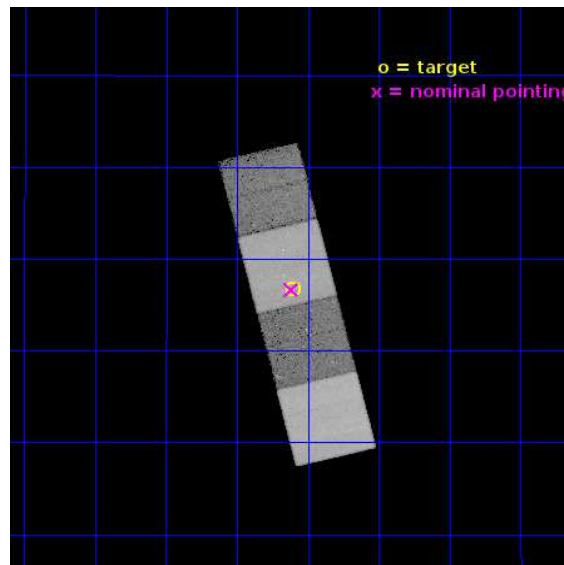 o = target
x = nominal pointing